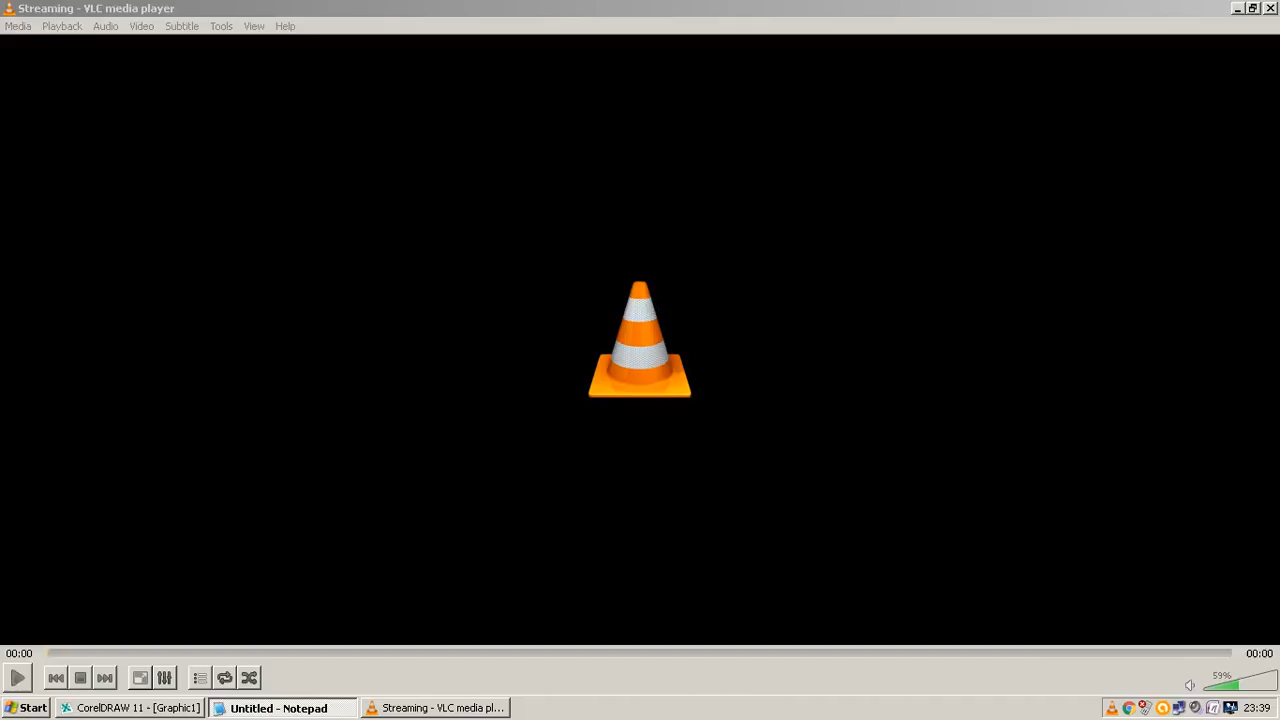 Streaming - VLC media player
Media Playback Audio Video Subtitle Tools View Help
00:00 00:00
59%
Start CorelDRAW 11 - [Graphic1] Untitled - Notepad Streaming - VLC media pl... 23:39